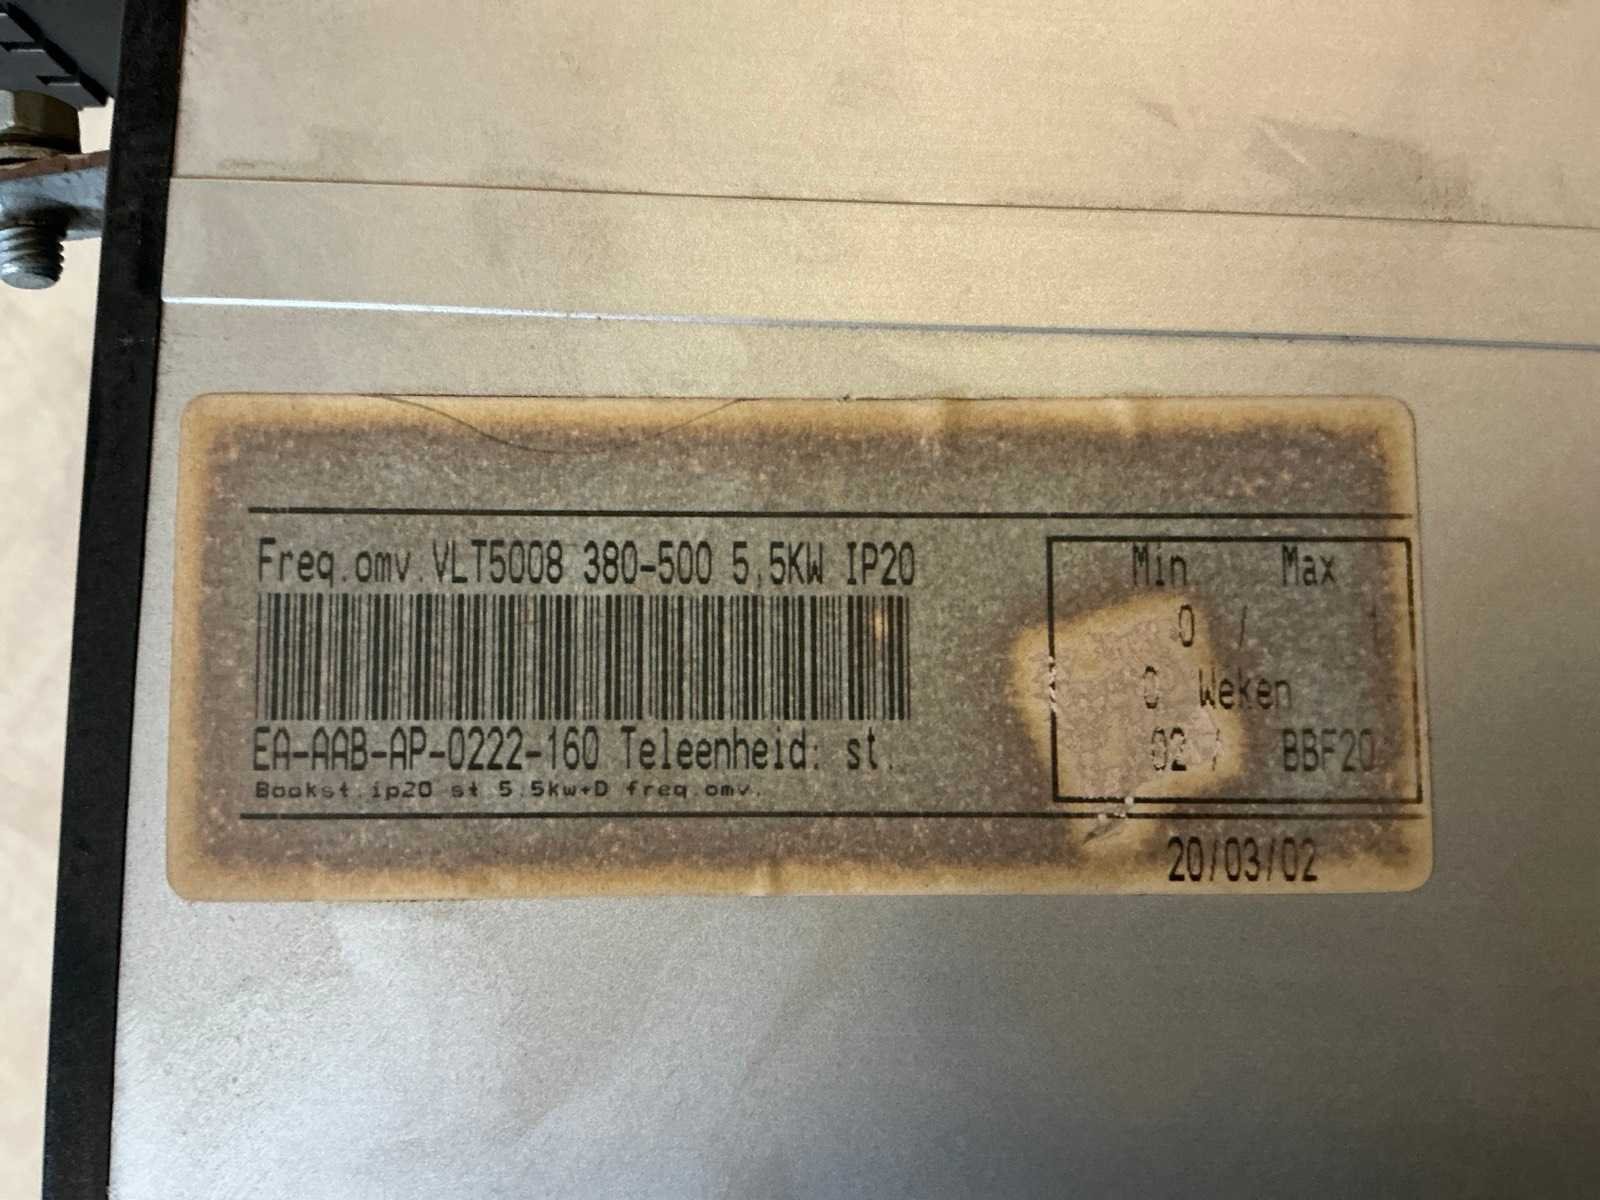 Freq.omv.VLT5008 380-500 5,5KW IP20
Min Max
0 /
0 Weken
EA-AAB-AP-0222-160 Teleenheid: st.
02 / BBF20
Bookst.ip20 st 5.5kw+D freq.omv.
20/03/02